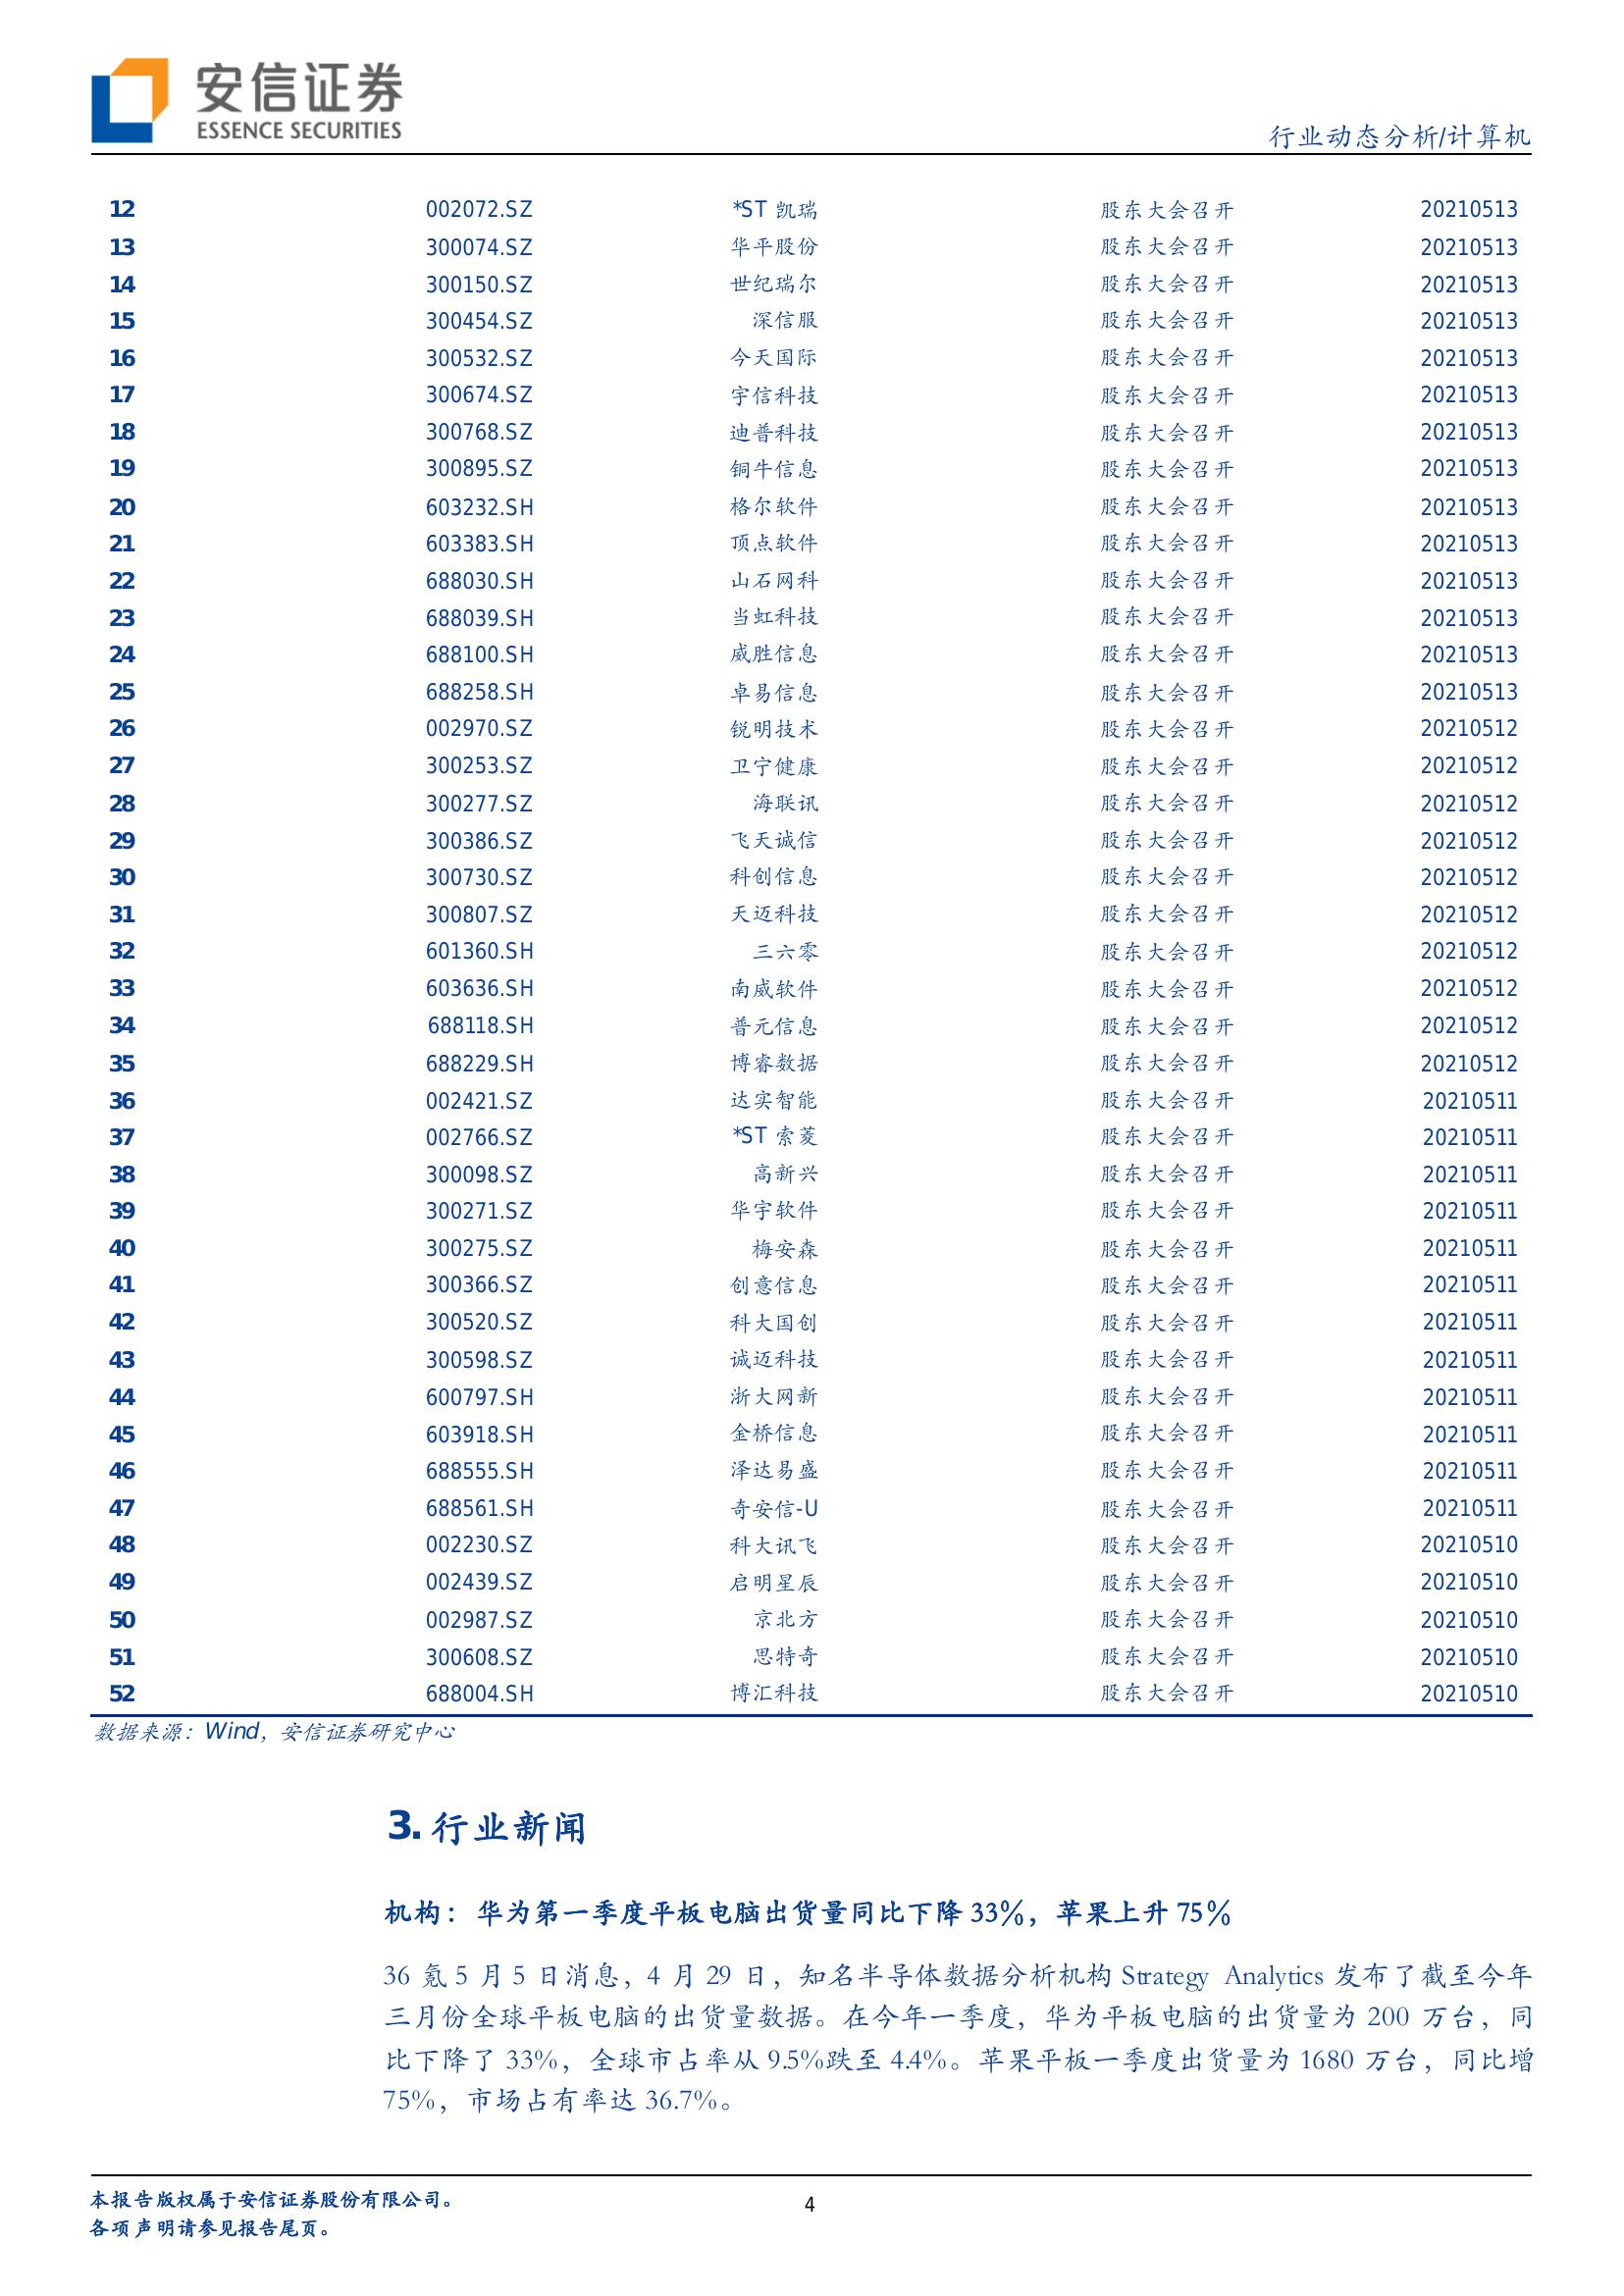 安信证券
ESSENCE SECURITIES
行业动态分析/计算机
12 002072.SZ *ST 凯瑞 股东大会召开 20210513
13 300074.SZ 华平股份 股东大会召开 20210513
14 300150.SZ 世纪瑞尔 股东大会召开 20210513
15 300454.SZ 深信服 股东大会召开 20210513
16 300532.SZ 今天国际 股东大会召开 20210513
17 300674.SZ 宇信科技 股东大会召开 20210513
18 300768.SZ 迪普科技 股东大会召开 20210513
19 300895.SZ 铜牛信息 股东大会召开 20210513
20 603232.SH 格尔软件 股东大会召开 20210513
21 603383.SH 顶点软件 股东大会召开 20210513
22 688030.SH 山石网科 股东大会召开 20210513
23 688039.SH 当虹科技 股东大会召开 20210513
24 688100.SH 威胜信息 股东大会召开 20210513
25 688258.SH 卓易信息 股东大会召开 20210513
26 002970.SZ 锐明技术 股东大会召开 20210512
27 300253.SZ 卫宁健康 股东大会召开 20210512
28 300277.SZ 海联讯 股东大会召开 20210512
29 300386.SZ 飞天诚信 股东大会召开 20210512
30 300730.SZ 科创信息 股东大会召开 20210512
31 300807.SZ 天迈科技 股东大会召开 20210512
32 601360.SH 三六零 股东大会召开 20210512
33 603636.SH 南威软件 股东大会召开 20210512
34 688118.SH 普元信息 股东大会召开 20210512
35 688229.SH 博睿数据 股东大会召开 20210512
36 002421.SZ 达实智能 股东大会召开 20210511
37 002766.SZ *ST 索菱 股东大会召开 20210511
38 300098.SZ 高新兴 股东大会召开 20210511
39 300271.SZ 华宇软件 股东大会召开 20210511
40 300275.SZ 梅安森 股东大会召开 20210511
41 300366.SZ 创意信息 股东大会召开 20210511
42 300520.SZ 科大国创 股东大会召开 20210511
43 300598.SZ 诚迈科技 股东大会召开 20210511
44 600797.SH 浙大网新 股东大会召开 20210511
45 603918.SH 金桥信息 股东大会召开 20210511
46 688555.SH 泽达易盛 股东大会召开 20210511
47 688561.SH 奇安信-U 股东大会召开 20210511
48 002230.SZ 科大讯飞 股东大会召开 20210510
49 002439.SZ 启明星辰 股东大会召开 20210510
50 002987.SZ 京北方 股东大会召开 20210510
51 300608.SZ 思特奇 股东大会召开 20210510
52 688004.SH 博汇科技 股东大会召开 20210510
数据来源：Wind，安信证券研究中心
3. 行业新闻
机构：华为第一季度平板电脑出货量同比下降 33%，苹果上升 75%
36 氪 5 月 5 日消息，4 月 29 日，知名半导体数据分析机构 Strategy Analytics 发布了截至今年
三月份全球平板电脑的出货量数据。在今年一季度，华为平板电脑的出货量为 200 万台，同
比下降了 33%，全球市占率从 9.5%跌至 4.4%。苹果平板一季度出货量为 1680 万台，同比增
75%，市场占有率达 36.7%。
本报告版权属于安信证券股份有限公司。
各项声明请参见报告尾页。
4